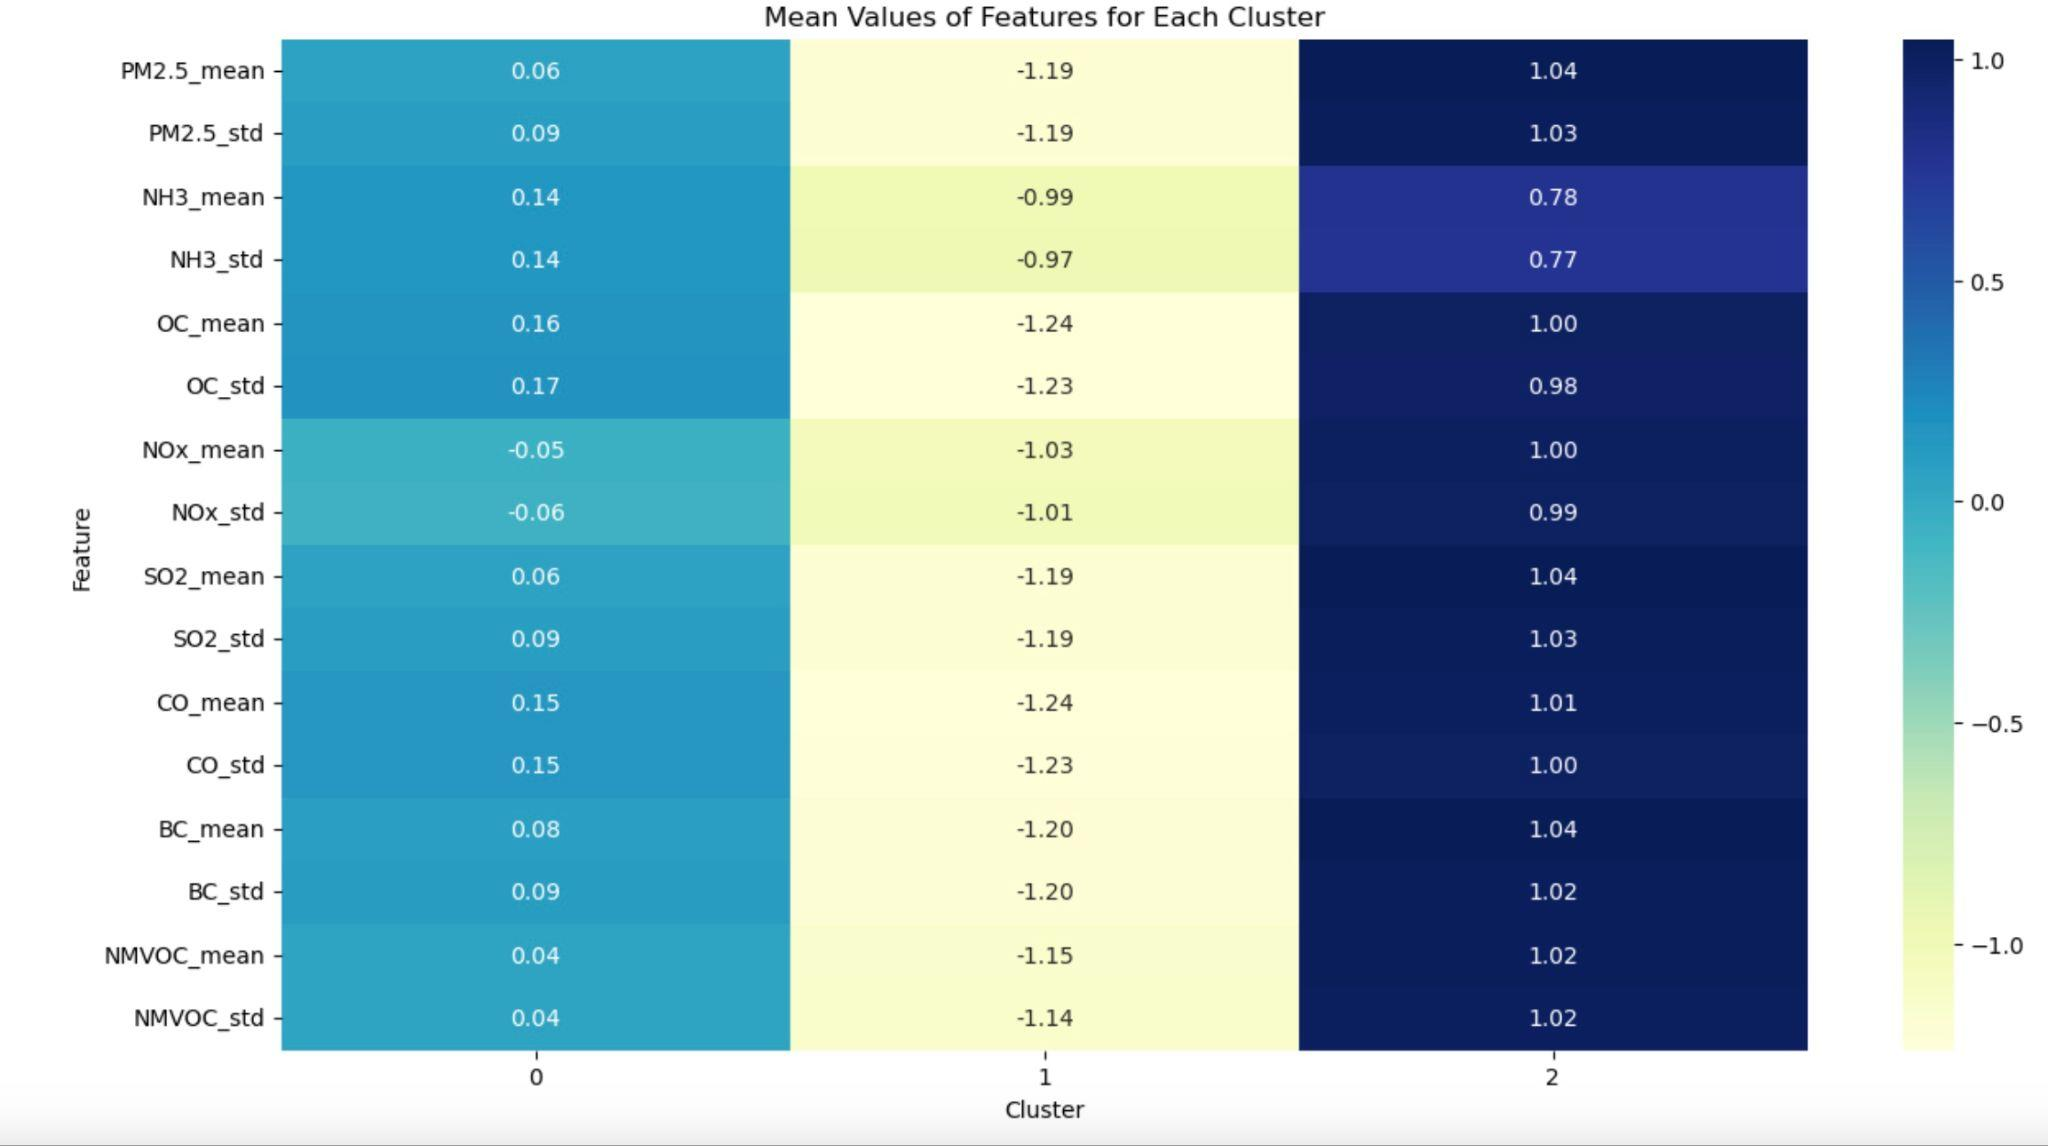 Mean Values of Features for Each Cluster
PM2.5_mean 0.06 -1.19 1.04
PM2.5_std 0.09 -1.19 1.03
NH3_mean 0.14 -0.99 0.78
NH3_std 0.14 -0.97 0.77
OC_mean 0.16 -1.24 1.00
OC_std 0.17 -1.23 0.98
NOx_mean -0.05 -1.03 1.00
NOx_std -0.06 -1.01 0.99
SO2_mean 0.06 -1.19 1.04
SO2_std 0.09 -1.19 1.03
CO_mean 0.15 -1.24 1.01
CO_std 0.15 -1.23 1.00
BC_mean 0.08 -1.20 1.04
BC_std 0.09 -1.20 1.02
NMVOC_mean 0.04 -1.15 1.02
NMVOC_std 0.04 -1.14 1.02
Feature
0 1 2
Cluster
1.0
0.5
0.0
−0.5
−1.0